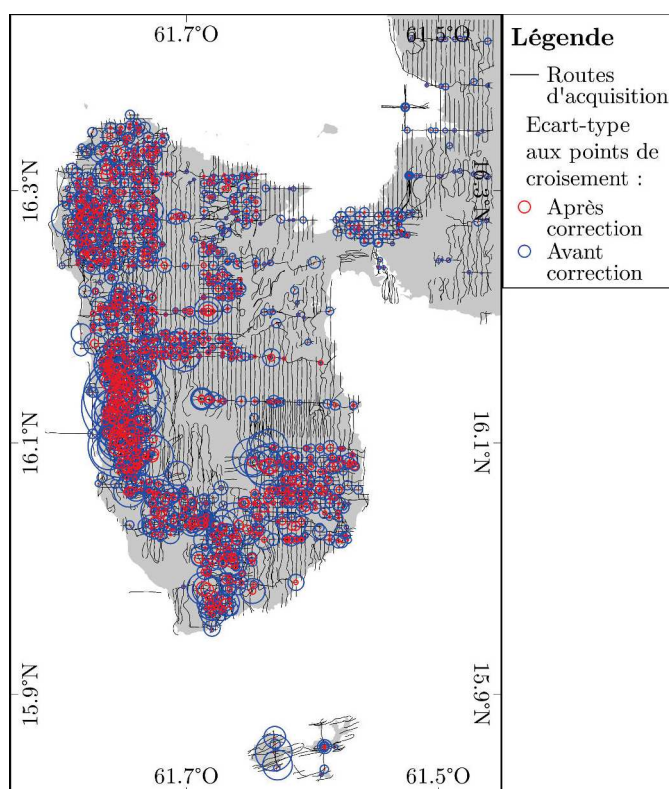 61.7°O
61.5°O
16.3°N
16.3°N
16.1°N
16.1°N
15.9°N
15.9°N
61.7°O
61.5°O
Légende
Routes
d'acquisition
Ecart-type
aux points de
croisement :
Après
correction
Avant
correction